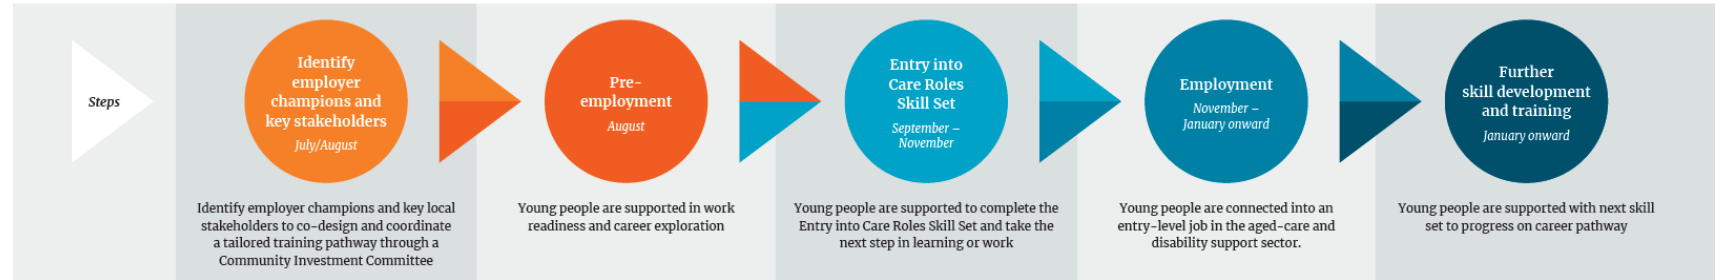 Steps
Identify
employer
champions and
key stakeholders
July/August
Pre-
employment
August
Entry into
Care Roles
Skill Set
September –
November
Employment
November –
January onward
Further
skill development
and training
January onward
Identify employer champions and key local
stakeholders to co-design and coordinate
a tailored training pathway through a
Community Investment Committee
Young people are supported in work
readiness and career exploration
Young people are supported to complete the
Entry into Care Roles Skill Set and take the
next step in learning or work
Young people are connected into an
entry-level job in the aged-care and
disability support sector.
Young people are supported with next skill
set to progress on career pathway